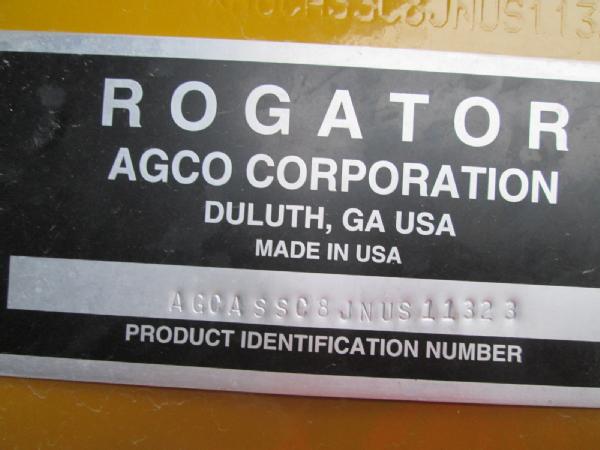 ROGATOR
AGCO CORPORATION
DULUTH, GA USA
MADE IN USA
AGCASSC8JNUS11323
PRODUCT IDENTIFICATION NUMBER